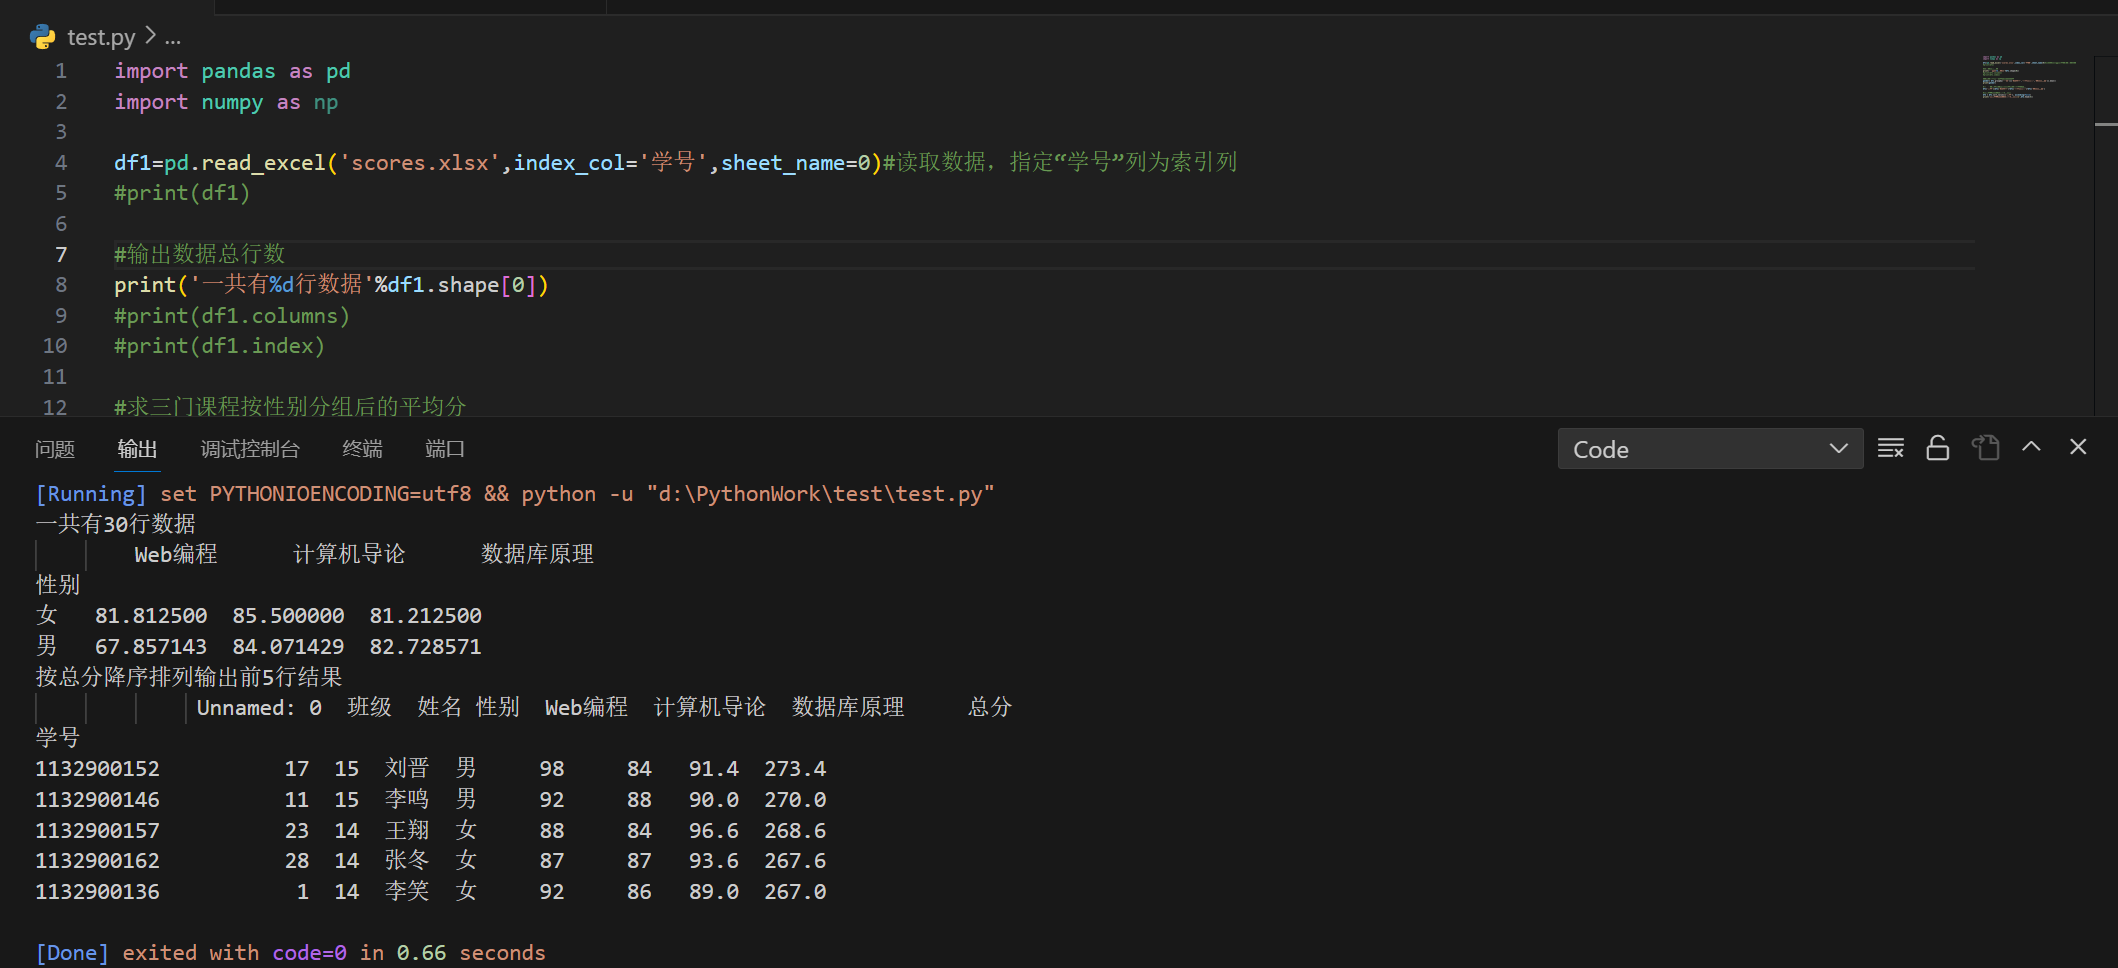 test.py > ...
1 import pandas as pd
2 import numpy as np
3
4 df1=pd.read_excel('scores.xlsx',index_col='学号',sheet_name=0)#读取数据，指定“学号”列为索引列
5 #print(df1)
6
7 #输出数据总行数
8 print('一共有%d行数据'%df1.shape[0])
9 #print(df1.columns)
10 #print(df1.index)
11
12 #求三门课程按性别分组后的平均分
问题 输出 调试控制台 终端 端口 Code
[Running] set PYTHONIOENCODING=utf8 && python -u "d:\PythonWork\test\test.py"
一共有30行数据
Web编程 计算机导论 数据库原理
性别
女 81.812500 85.500000 81.212500
男 67.857143 84.071429 82.728571
按总分降序排列输出前5行结果
Unnamed: 0 班级 姓名 性别 Web编程 计算机导论 数据库原理 总分
学号
1132900152 17 15 刘晋 男 98 84 91.4 273.4
1132900146 11 15 李鸣 男 92 88 90.0 270.0
1132900157 23 14 王翔 女 88 84 96.6 268.6
1132900162 28 14 张冬 女 87 87 93.6 267.6
1132900136 1 14 李笑 女 92 86 89.0 267.0
[Done] exited with code=0 in 0.66 seconds